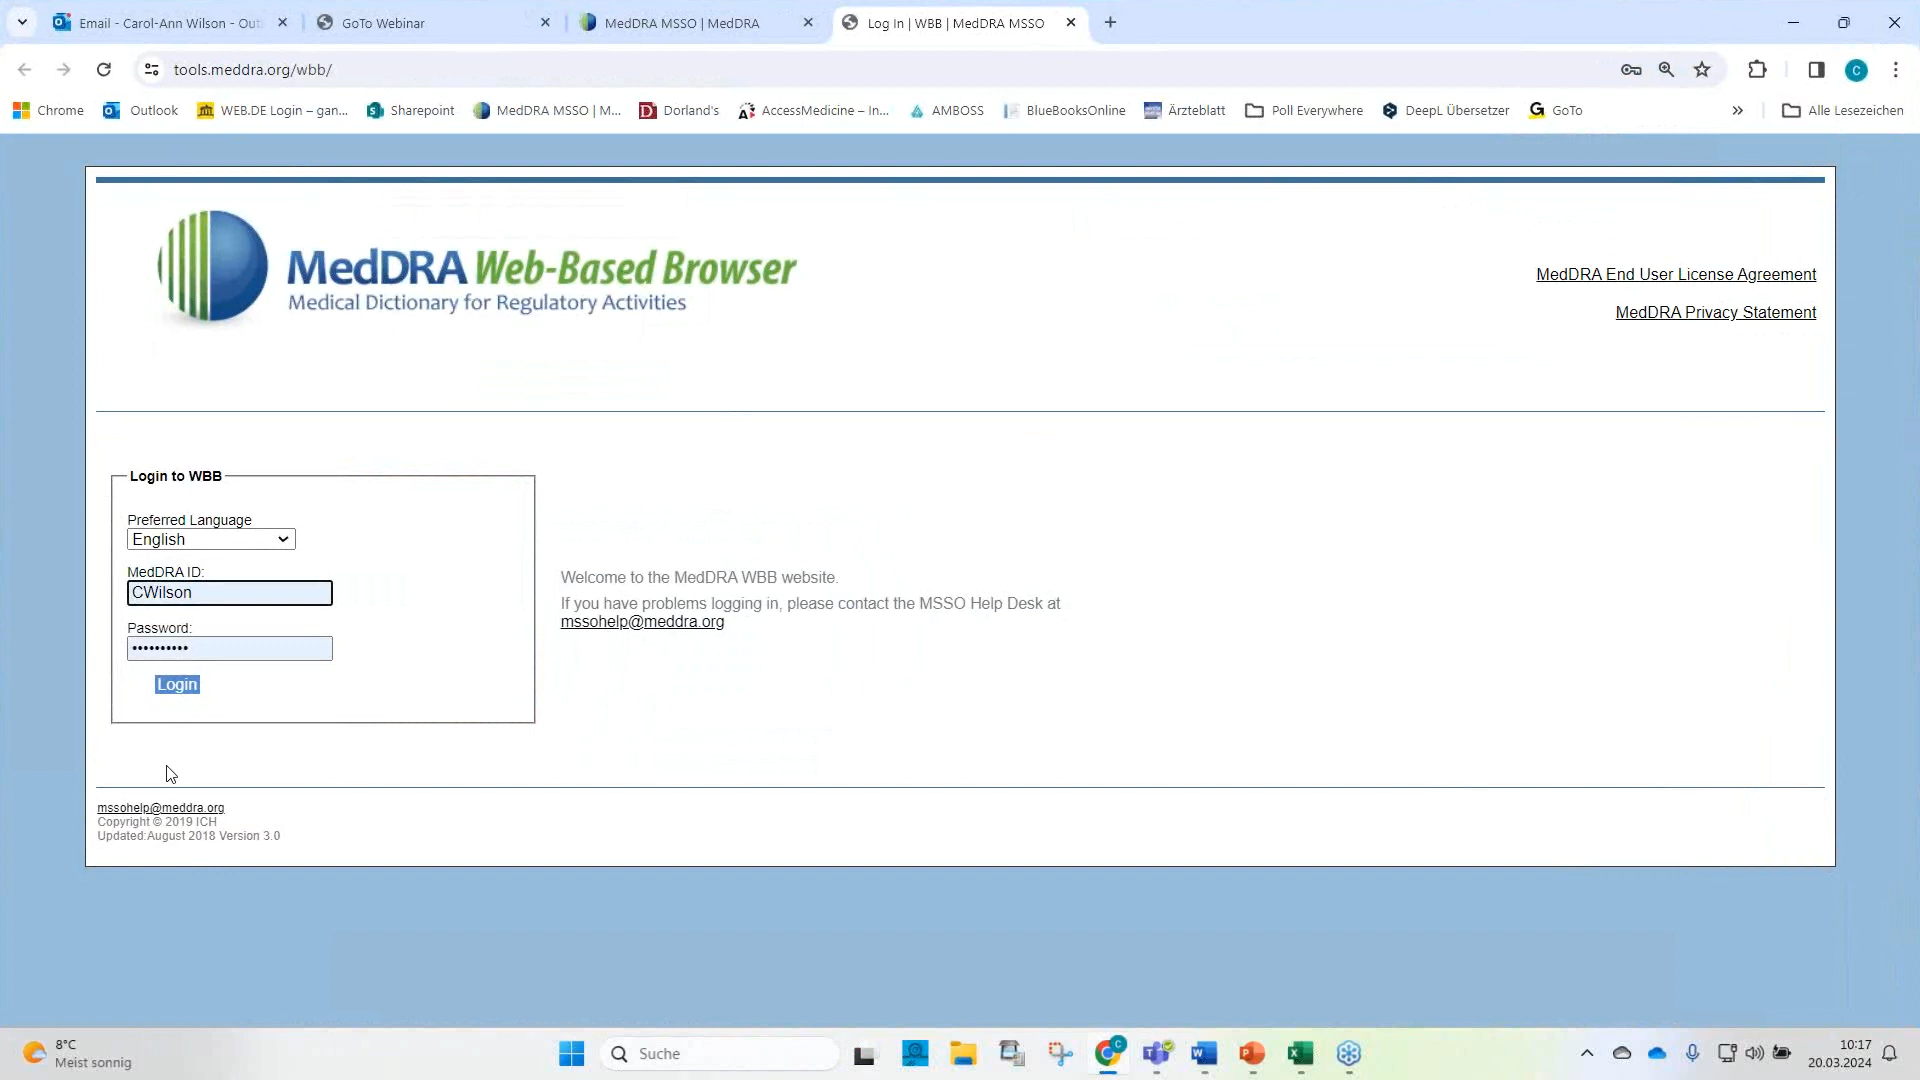 Email - Carol-Ann Wilson - Out
GoTo Webinar
MedDRA MSSO | MedDRA
Log In | WBB | MedDRA MSSO
tools.meddra.org/wbb/
C
Chrome
Outlook
WEB.DE Login – gan...
Sharepoint
MedDRA MSSO | M...
Dorland's
AccessMedicine – In...
AMBOSS
BlueBooksOnline
Ärzteblatt
Poll Everywhere
DeepL Übersetzer
GoTo
»
Alle Lesezeichen
MedDRA Web-Based Browser
Medical Dictionary for Regulatory Activities
MedDRA End User License Agreement
MedDRA Privacy Statement
Login to WBB
Preferred Language
English
MedDRA ID:
CWilson
Password:
••••••••••
Login
Welcome to the MedDRA WBB website.
If you have problems logging in, please contact the MSSO Help Desk at
mssohelp@meddra.org
mssohelp@meddra.org
Copyright © 2019 ICH
Updated:August 2018 Version 3.0
8°C
Meist sonnig
Suche
10:17
20.03.2024